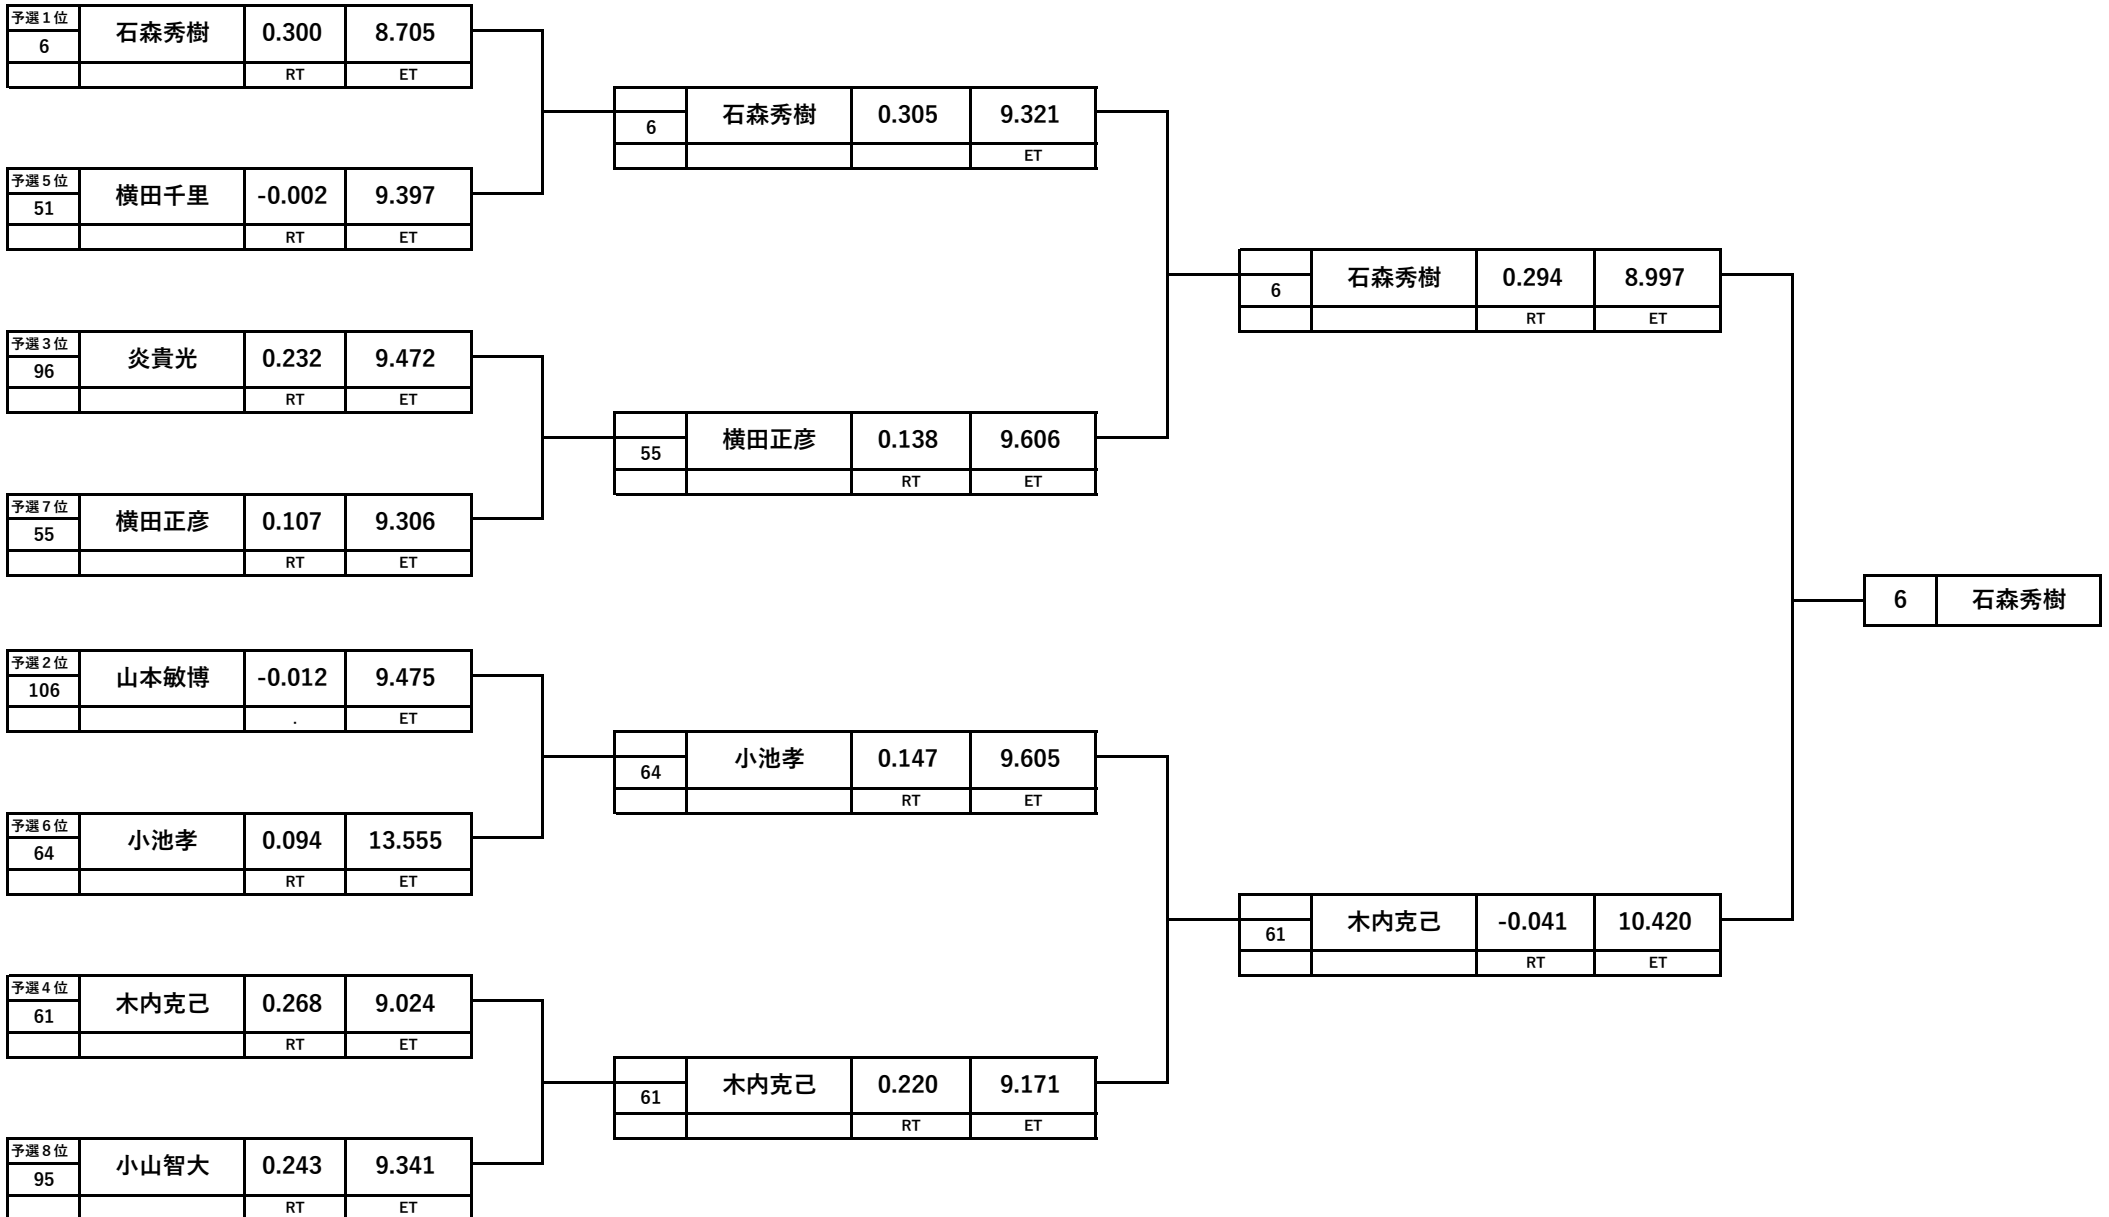 予選１位 石森秀樹 0.300 8.705
6
RT ET
予選５位 横田千里 -0.002 9.397
51
RT ET
予選３位 炎貴光 0.232 9.472
96
RT ET
予選７位 横田正彦 0.107 9.306
55
RT ET
予選２位 山本敏博 -0.012 9.475
106
. ET
予選６位 小池孝 0.094 13.555
64
RT ET
予選４位 木内克己 0.268 9.024
61
RT ET
予選８位 小山智大 0.243 9.341
95
RT ET
石森秀樹 0.305 9.321
6
ET
横田正彦 0.138 9.606
55
RT ET
小池孝 0.147 9.605
64
RT ET
木内克己 0.220 9.171
61
RT ET
石森秀樹 0.294 8.997
6
RT ET
木内克己 -0.041 10.420
61
RT ET
6 石森秀樹